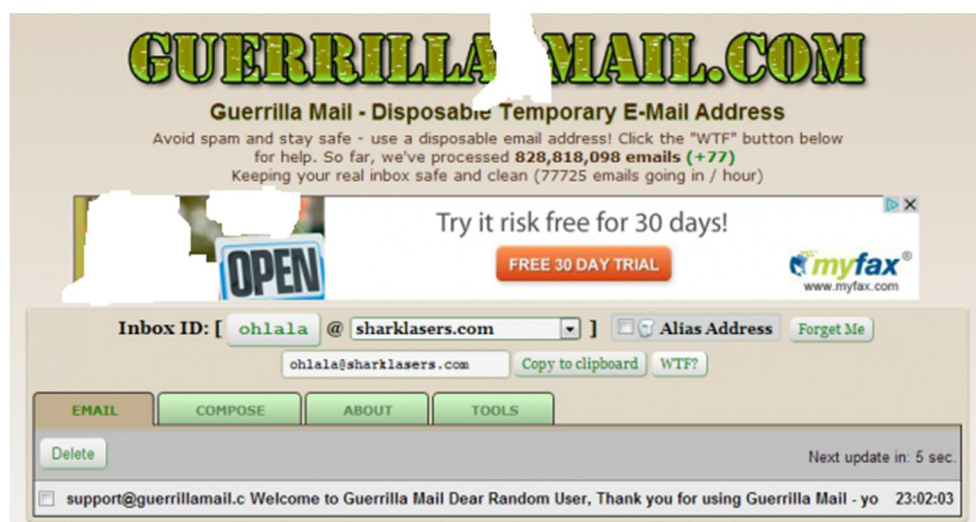 GUERRILLA MAIL.COM
Guerrilla Mail - Disposable Temporary E-Mail Address
Avoid spam and stay safe - use a disposable email address! Click the "WTF" button below
for help. So far, we've processed 828,818,098 emails (+77)
Keeping your real inbox safe and clean (77725 emails going in / hour)
Try it risk free for 30 days!
OPEN
FREE 30 DAY TRIAL
myfax®
www.myfax.com
Inbox ID: [ ohlala @ sharklasers.com ] Alias Address Forget Me
ohlala@sharklasers.com Copy to clipboard WTF?
EMAIL COMPOSE ABOUT TOOLS
Delete Next update in: 5 sec.
support@guerrillamail.c Welcome to Guerrilla Mail Dear Random User, Thank you for using Guerrilla Mail - yo 23:02:03